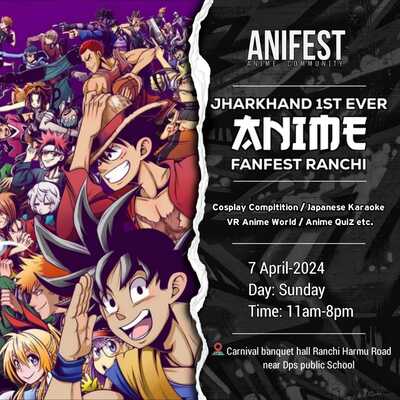 ANIFEST
ANIME COMMUNITY
JHARKHAND 1ST EVER
ANIME
FANFEST RANCHI
Cosplay Compitition / Japanese Karaoke
VR Anime World / Anime Quiz etc.
7 April-2024
Day: Sunday
Time: 11am-8pm
Carnival banquet hall Ranchi Harmu Road
near Dps public School